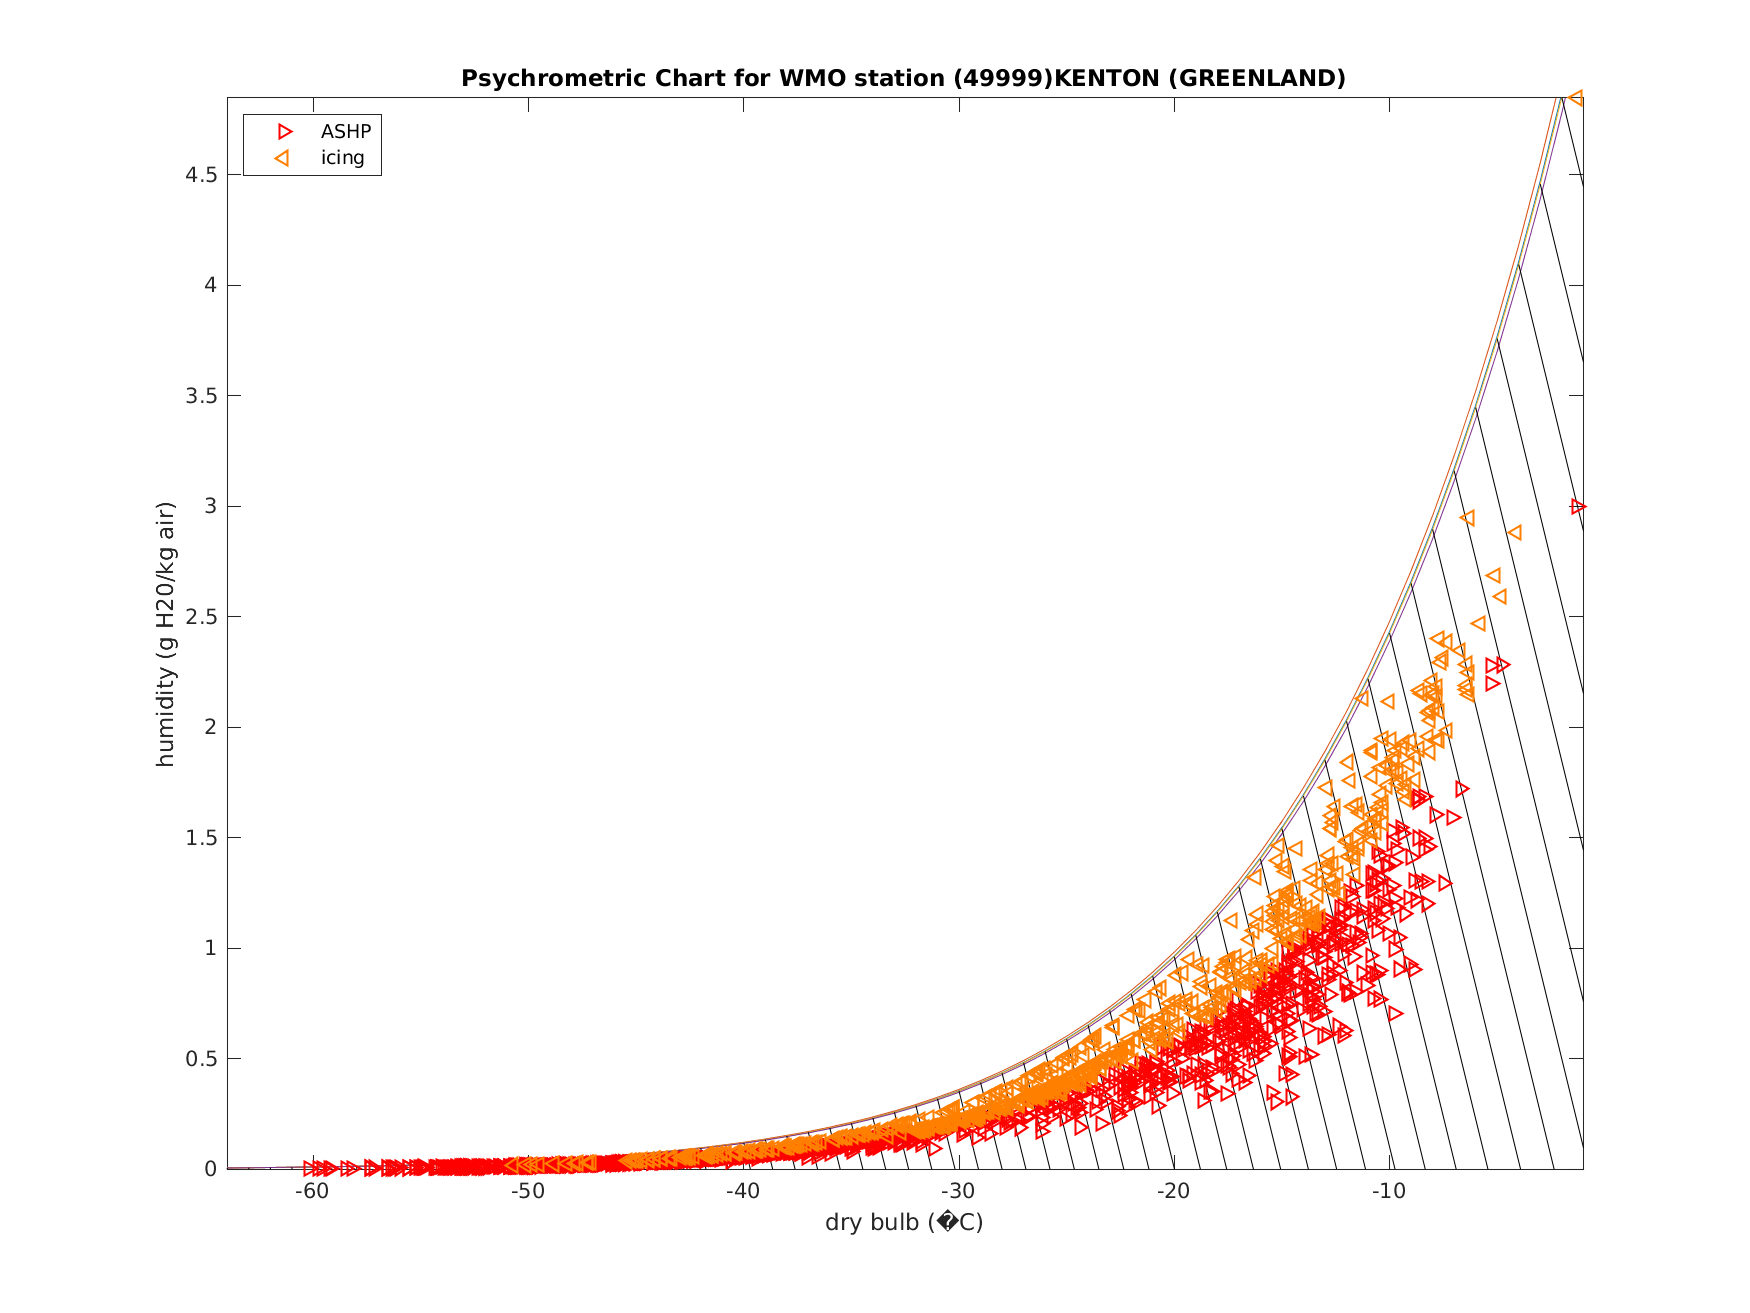 Psychrometric Chart for WMO station (49999)KENTON (GREENLAND)
ASHP
icing
4.5
4
3.5
3
2.5
2
1.5
1
0.5
0
humidity (g H20/kg air)
-60 -50 -40 -30 -20 -10
dry bulb (�C)